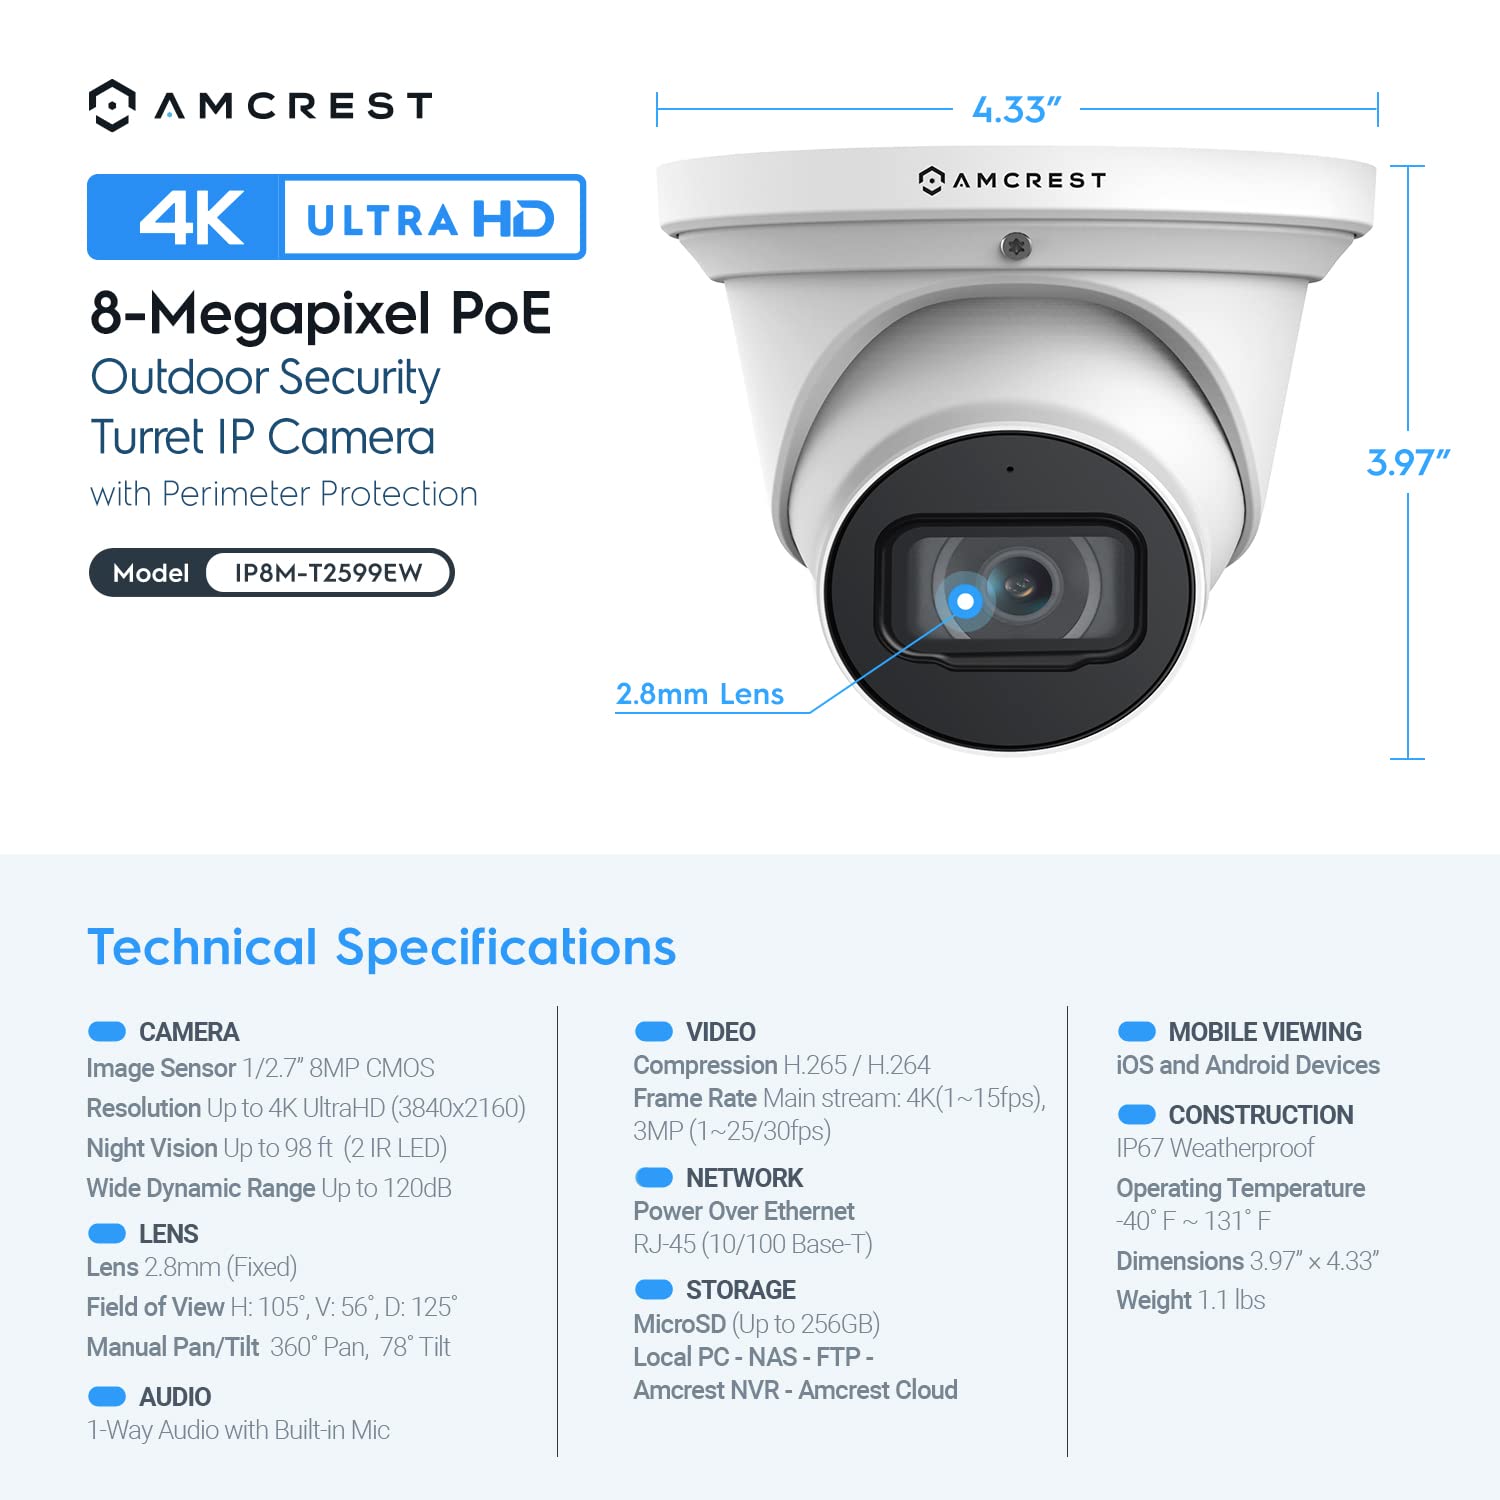 AMCREST
4K ULTRA HD
8-Megapixel PoE
Outdoor Security
Turret IP Camera
with Perimeter Protection
Model IP8M-T2599EW
4.33”
AMCREST
3.97”
2.8mm Lens
Technical Specifications
CAMERA
Image Sensor 1/2.7” 8MP CMOS
Resolution Up to 4K UltraHD (3840x2160)
Night Vision Up to 98 ft (2 IR LED)
Wide Dynamic Range Up to 120dB
LENS
Lens 2.8mm (Fixed)
Field of View H: 105˚, V: 56˚, D: 125˚
Manual Pan/Tilt 360˚ Pan, 78˚ Tilt
AUDIO
1-Way Audio with Built-in Mic
VIDEO
Compression H.265 / H.264
Frame Rate Main stream: 4K(1~15fps),
3MP (1~25/30fps)
NETWORK
Power Over Ethernet
RJ-45 (10/100 Base-T)
STORAGE
MicroSD (Up to 256GB)
Local PC - NAS - FTP -
Amcrest NVR - Amcrest Cloud
MOBILE VIEWING
iOS and Android Devices
CONSTRUCTION
IP67 Weatherproof
Operating Temperature
-40˚ F ~ 131˚ F
Dimensions 3.97” × 4.33”
Weight 1.1 lbs